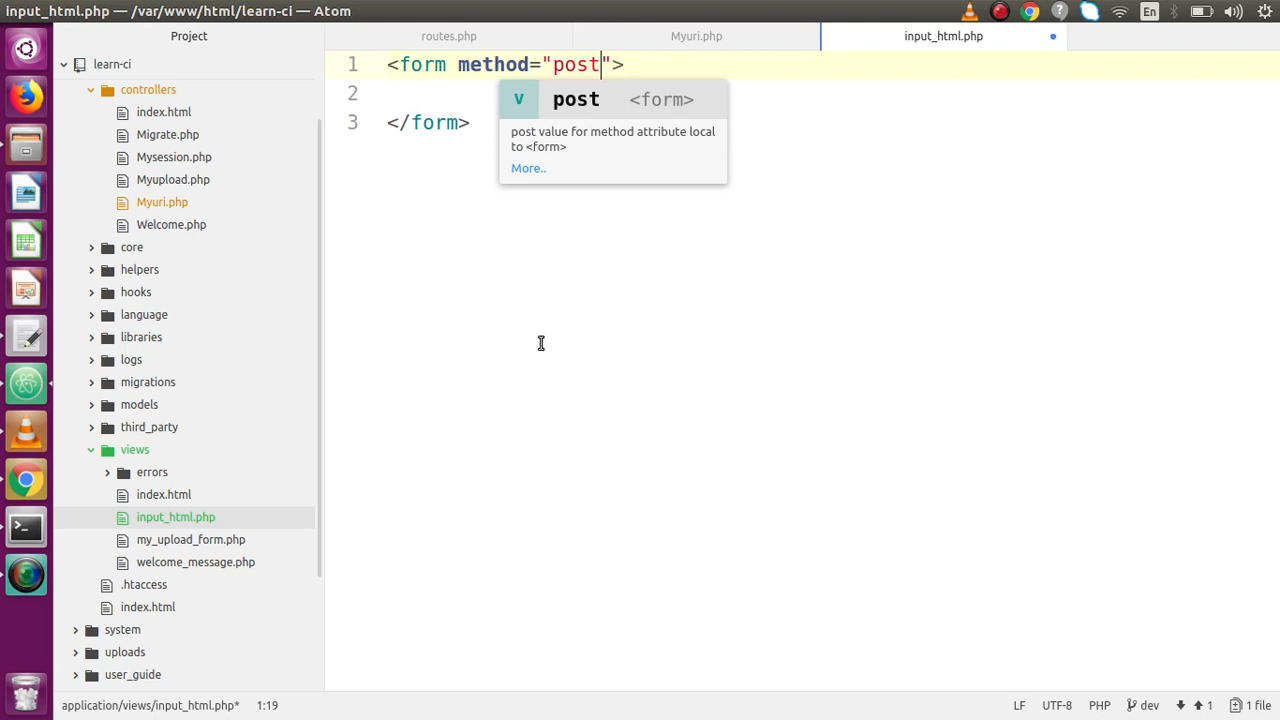 input_html.php — /var/www/html/learn-ci — Atom
En
Project
routes.php
Myuri.php
input_html.php
learn-ci
controllers
index.html
Migrate.php
Mysession.php
Myupload.php
Myuri.php
Welcome.php
core
helpers
hooks
language
libraries
logs
migrations
models
third_party
views
errors
index.html
input_html.php
my_upload_form.php
welcome_message.php
.htaccess
index.html
system
uploads
user_guide
1 <form method="post">
2
3 </form>
v post <form>
post value for method attribute local
to <form>
More..
application/views/input_html.php* 1:19
LF UTF-8 PHP dev 1 1 file